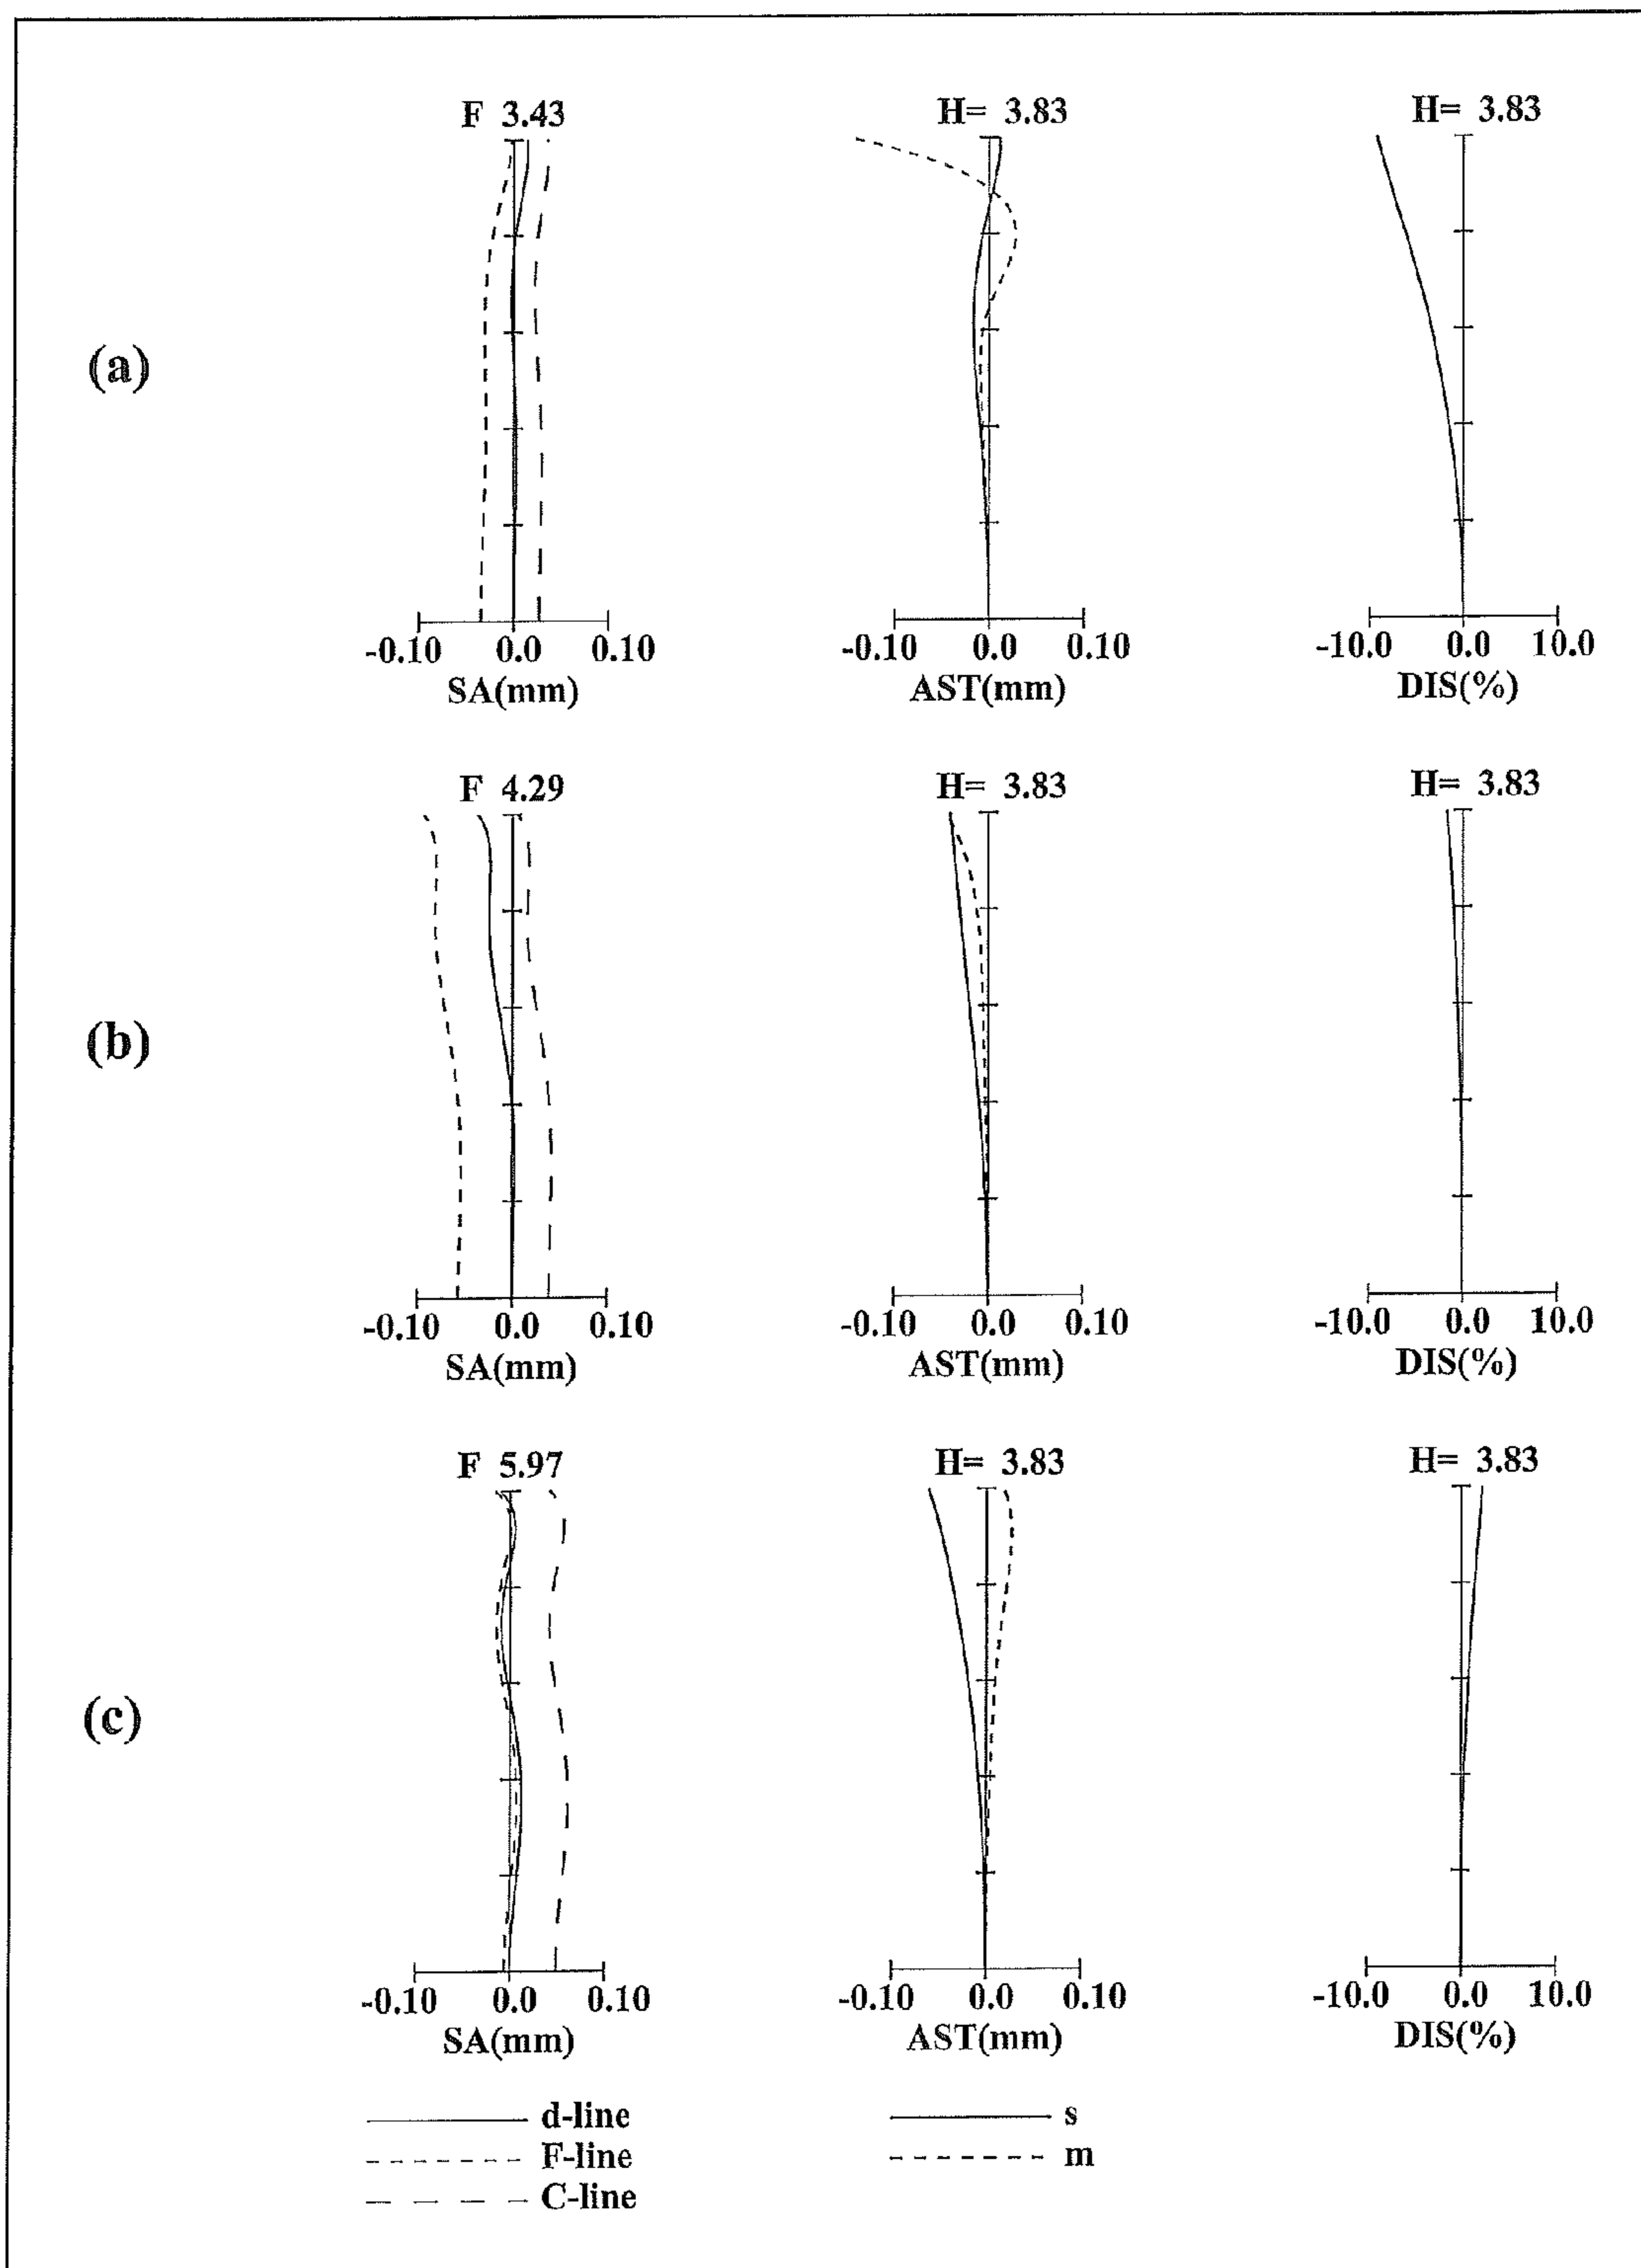 F 3.43 H= 3.83 H= 3.83
(a)
-0.10 0.0 0.10 -0.10 0.0 0.10 -10.0 0.0 10.0
SA(mm) AST(mm) DIS(%)
F 4.29 H= 3.83 H= 3.83
(b)
-0.10 0.0 0.10 -0.10 0.0 0.10 -10.0 0.0 10.0
SA(mm) AST(mm) DIS(%)
F 5.97 H= 3.83 H= 3.83
(c)
-0.10 0.0 0.10 -0.10 0.0 0.10 -10.0 0.0 10.0
SA(mm) AST(mm) DIS(%)
d-line s
F-line m
C-line